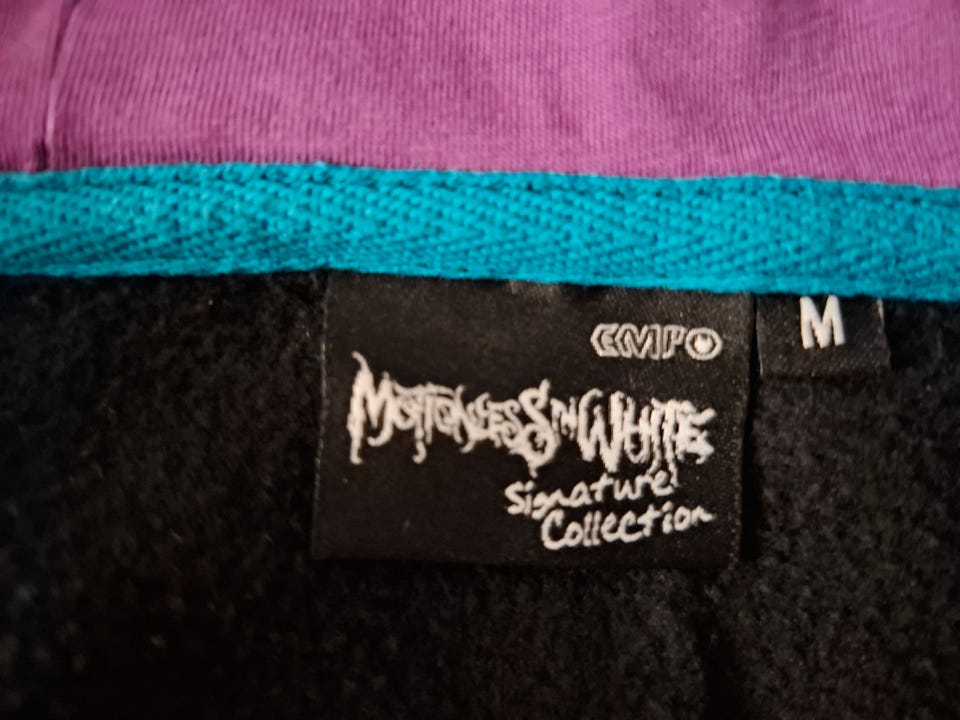 EMP
M
MOTIONLESS IN WHITE
Signature
Collection